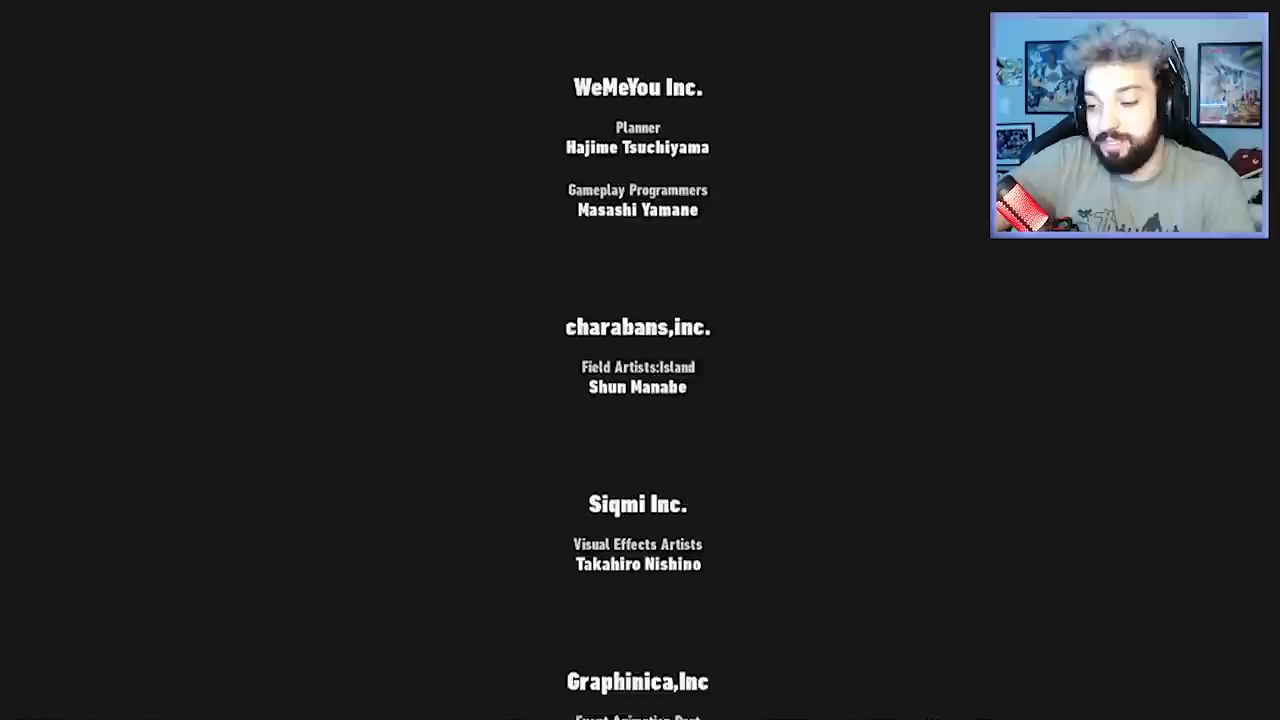 WeMeYou Inc.
Planner
Hajime Tsuchiyama
Gameplay Programmers
Masashi Yamane
charabans,inc.
Field Artists:Island
Shun Manabe
Siqmi Inc.
Visual Effects Artists
Takahiro Nishino
Graphinica,Inc